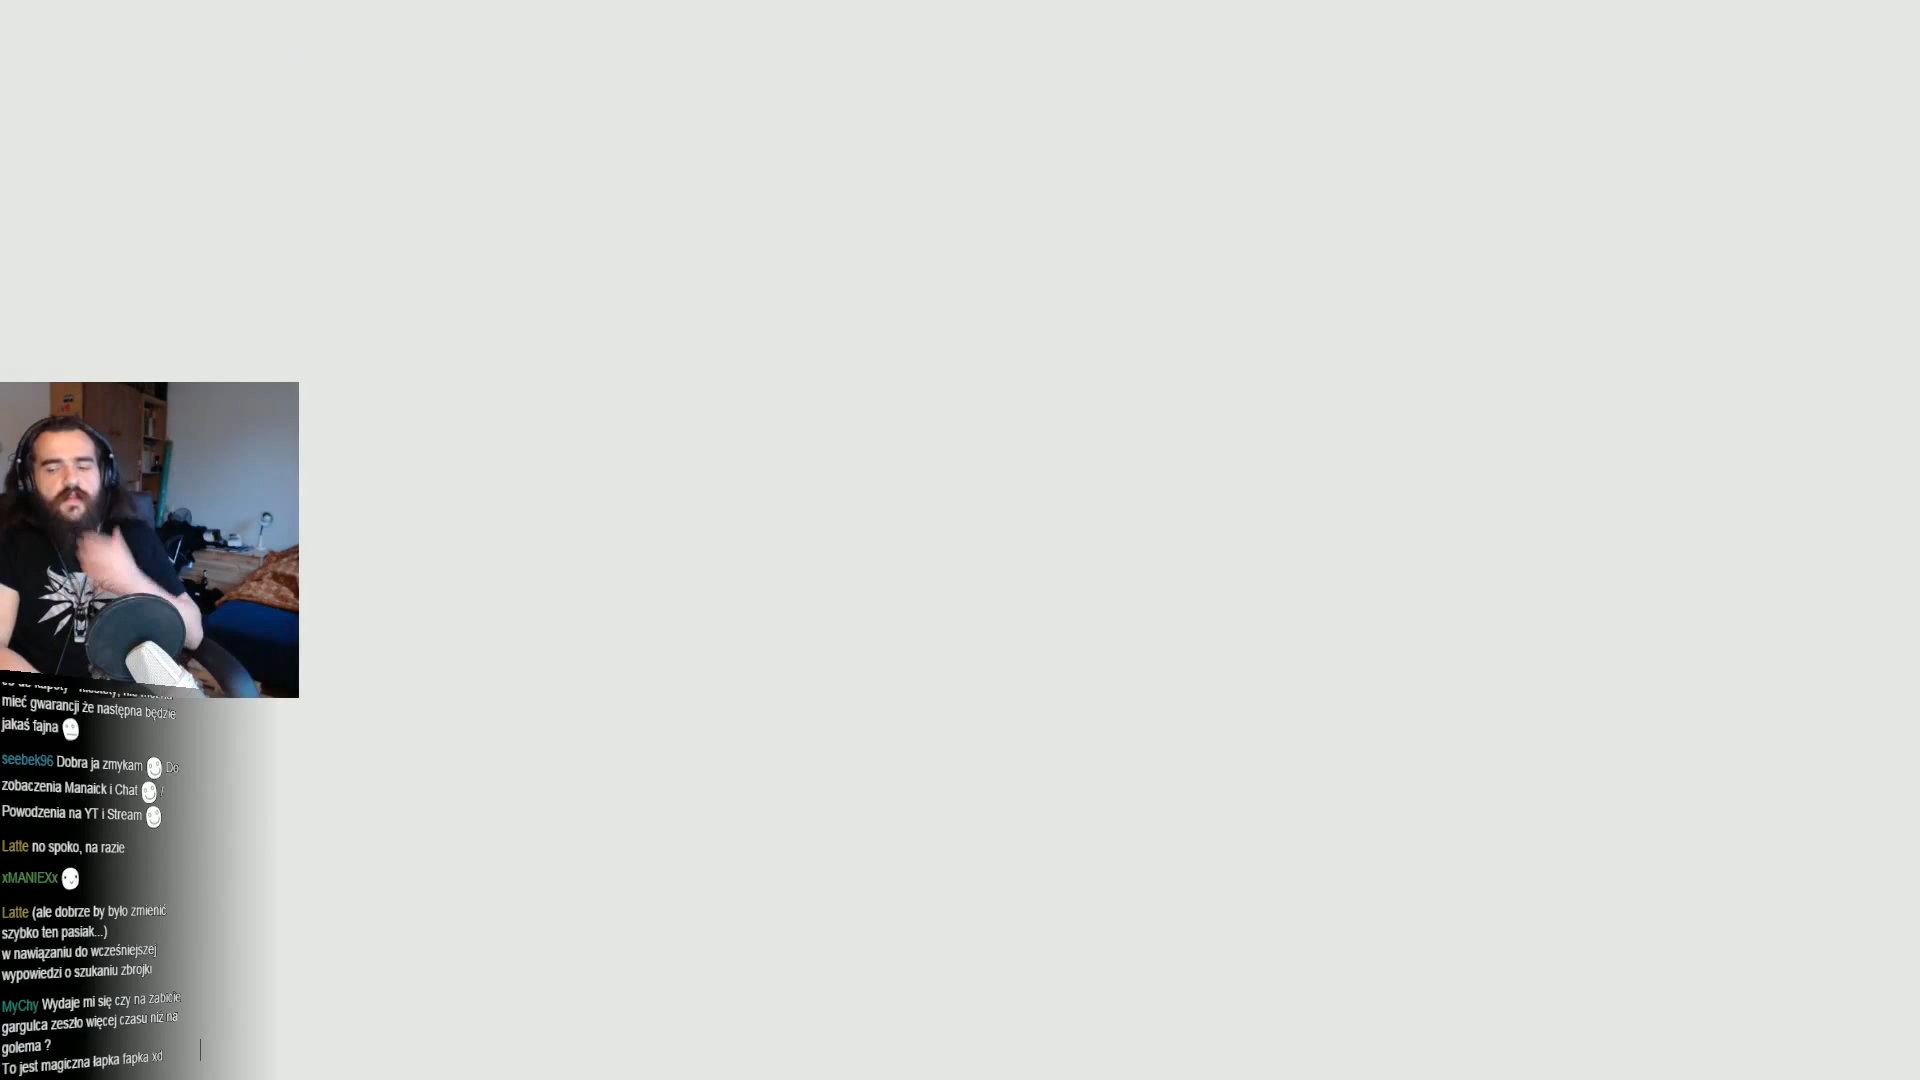 mieć gwarancji że następna będzie
jakaś fajna
seebek96 Dobra ja zmykam Do
zobaczenia Manaick i Chat !
Powodzenia na YT i Stream
Latte no spoko, na razie
xMANIEXx
Latte (ale dobrze by było zmienić
szybko ten pasiak...)
w nawiązaniu do wcześniejszej
wypowiedzi o szukaniu zbrojki
MyChy Wydaje mi się czy na zabicie
gargulca zeszło więcej czasu niż na
golema ?
To jest magiczna łapka fapka xd